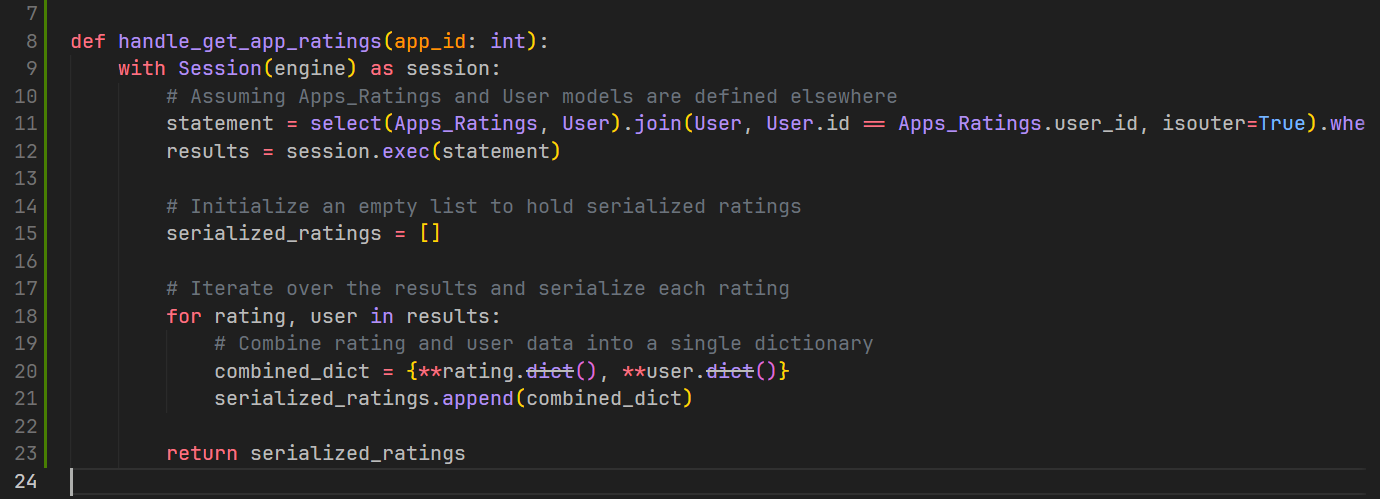 7
8 def handle_get_app_ratings(app_id: int):
9     with Session(engine) as session:
10         # Assuming Apps_Ratings and User models are defined elsewhere
11         statement = select(Apps_Ratings, User).join(User, User.id == Apps_Ratings.user_id, isouter=True).whe
12         results = session.exec(statement)
13
14         # Initialize an empty list to hold serialized ratings
15         serialized_ratings = []
16
17         # Iterate over the results and serialize each rating
18         for rating, user in results:
19             # Combine rating and user data into a single dictionary
20             combined_dict = {**rating.dict(), **user.dict()}
21             serialized_ratings.append(combined_dict)
22
23         return serialized_ratings
24